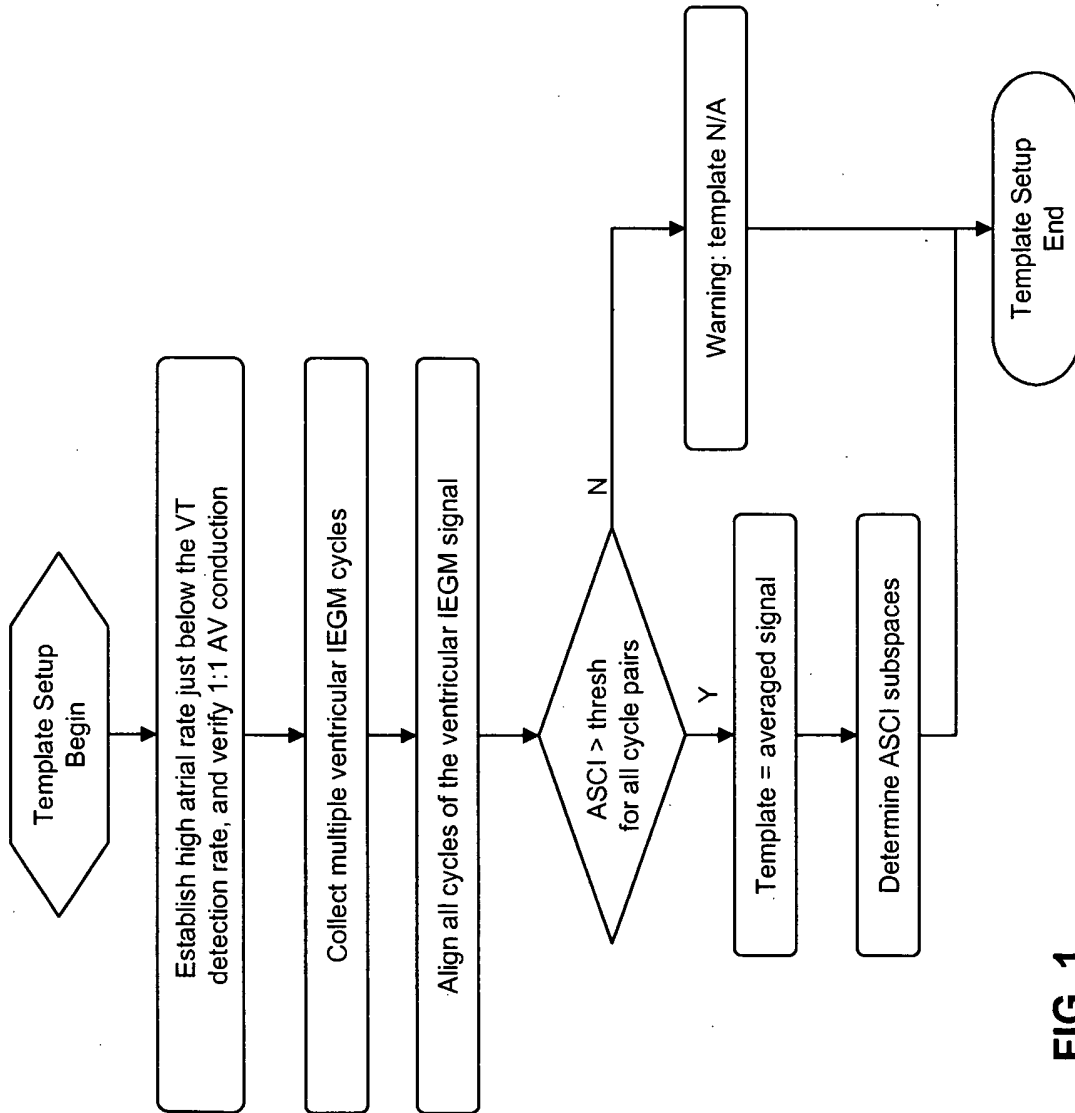 Template Setup
Begin
Establish high atrial rate just below the VT
detection rate, and verify 1:1 AV conduction
Collect multiple ventricular IEGM cycles
Align all cycles of the ventricular IEGM signal
ASCI > thresh
for all cycle pairs
N
Y
Warning: template N/A
Template = averaged signal
Determine ASCI subspaces
Template Setup
End
FIG. 1